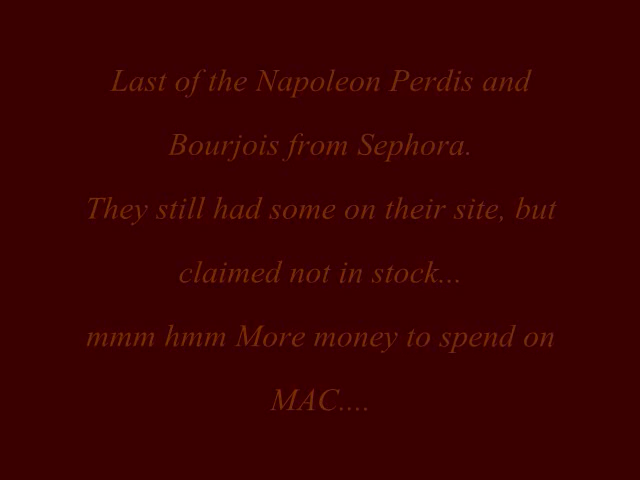 Last of the Napoleon Perdis and
Bourjois from Sephora.
They still had some on their site, but
claimed not in stock...
mmm hmm More money to spend on
MAC....